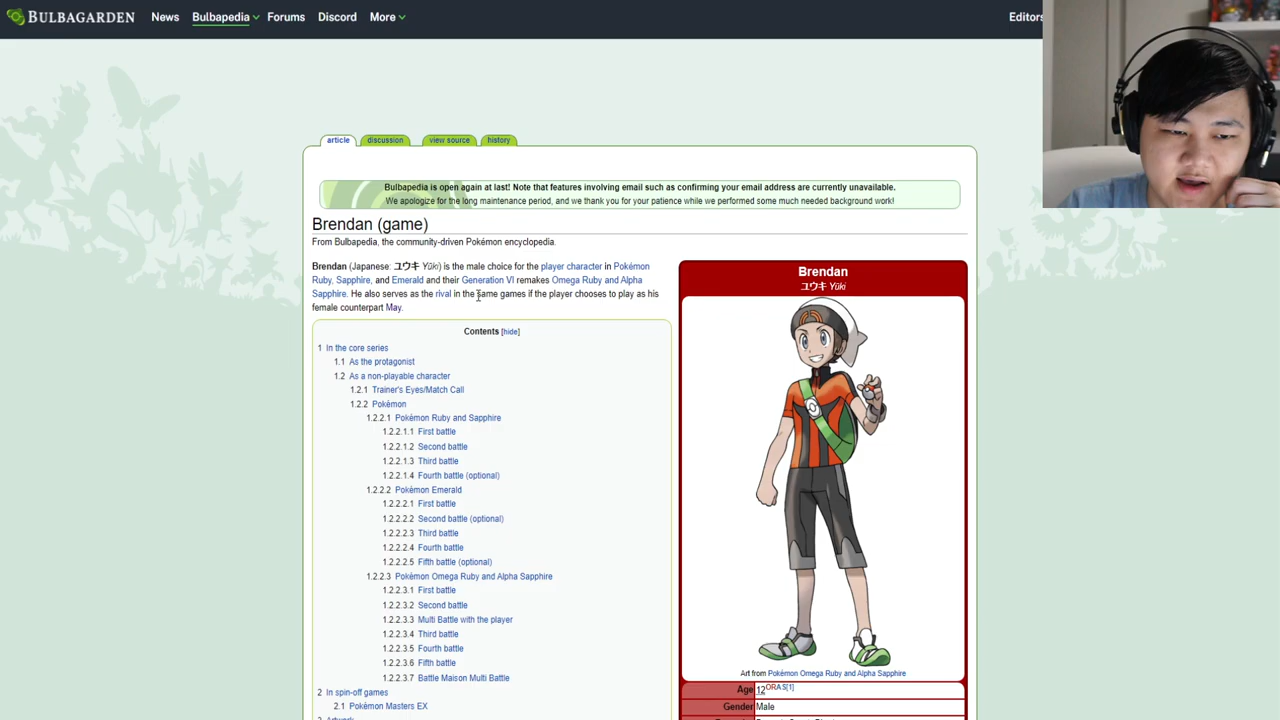 BULBAGARDEN News Bulbapedia Forums Discord More Editors
article discussion view source history
Bulbapedia is open again at last! Note that features involving email such as confirming your email address are currently unavailable.
We apologize for the long maintenance period, and we thank you for your patience while we performed some much needed background work!
Brendan (game)
From Bulbapedia, the community-driven Pokémon encyclopedia.
Brendan (Japanese: ユウキ Yūki) is the male choice for the player character in Pokémon
Ruby, Sapphire, and Emerald and their Generation VI remakes Omega Ruby and Alpha
Sapphire. He also serves as the rival in the same games if the player chooses to play as his
female counterpart May.
Contents [hide]
1 In the core series
1.1 As the protagonist
1.2 As a non-playable character
1.2.1 Trainer's Eyes/Match Call
1.2.2 Pokémon
1.2.2.1 Pokémon Ruby and Sapphire
1.2.2.1.1 First battle
1.2.2.1.2 Second battle
1.2.2.1.3 Third battle
1.2.2.1.4 Fourth battle (optional)
1.2.2.2 Pokémon Emerald
1.2.2.2.1 First battle
1.2.2.2.2 Second battle (optional)
1.2.2.2.3 Third battle
1.2.2.2.4 Fourth battle
1.2.2.2.5 Fifth battle (optional)
1.2.2.3 Pokémon Omega Ruby and Alpha Sapphire
1.2.2.3.1 First battle
1.2.2.3.2 Second battle
1.2.2.3.3 Multi Battle with the player
1.2.2.3.4 Third battle
1.2.2.3.5 Fourth battle
1.2.2.3.6 Fifth battle
1.2.2.3.7 Battle Maison Multi Battle
2 In spin-off games
2.1 Pokémon Masters EX
Brendan
ユウキ Yūki
Art from Pokémon Omega Ruby and Alpha Sapphire
Age 12ORAS[1]
Gender Male